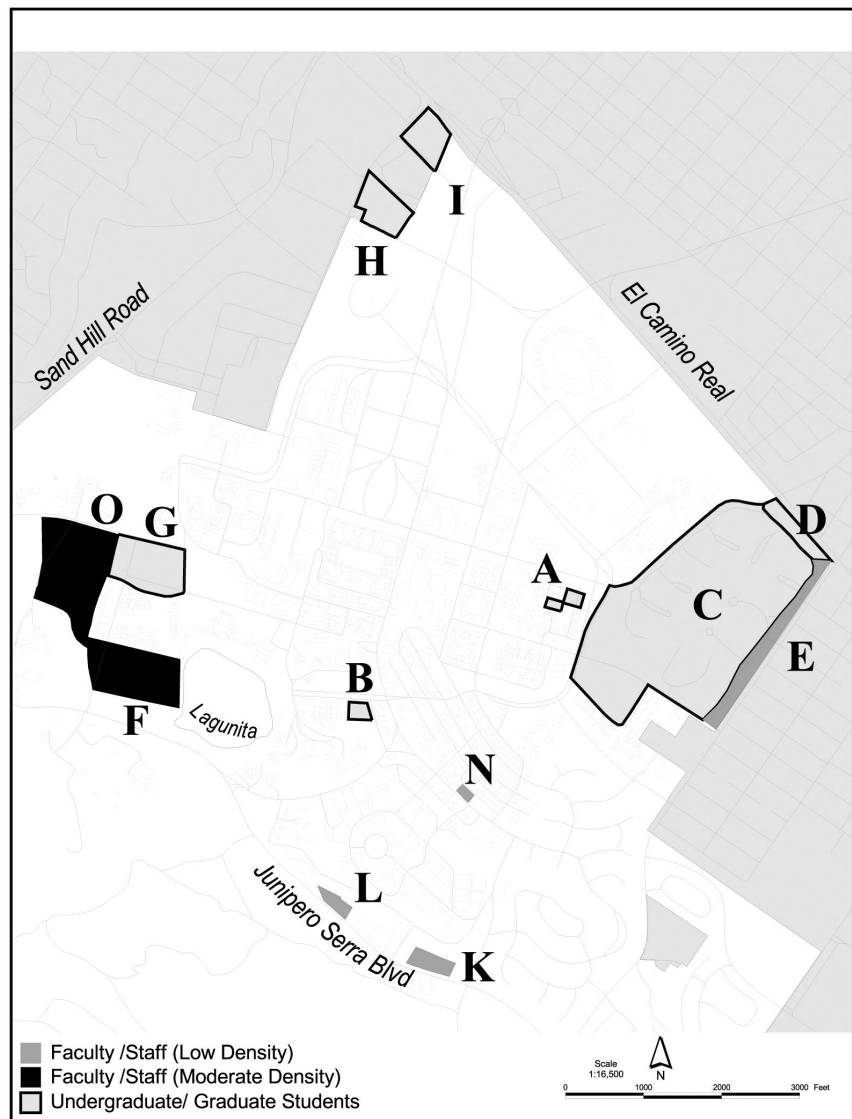 I
H
Sand Hill Road
El Camino Real
O
G
D
A
C
E
B
F
Lagunita
N
L
Junipero Serra Blvd
K
Faculty /Staff (Low Density)
Faculty /Staff (Moderate Density)
Undergraduate/ Graduate Students
Scale
1:16,500
N
0 1000 2000 3000 Feet